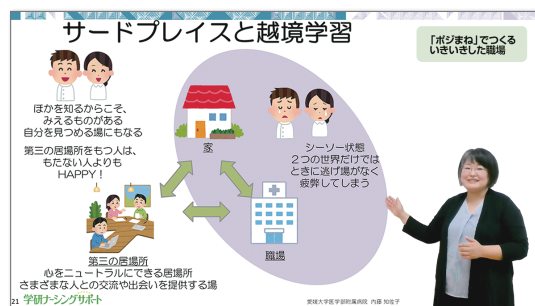 サードプレイスと越境学習
「ポジまね」でつくる
いきいきした職場
ほかを知るからこそ、
みえるものがある
自分を見つめる場にもなる
第三の居場所をもつ人は、
もたない人よりも
HAPPY！
家
シーソー状態
２つの世界だけでは
ときに逃げ場がなく
疲弊してしまう
職場
第三の居場所
心をニュートラルにできる居場所
さまざまな人との交流や出会いを提供する場
21 学研ナーシングサポート
愛媛大学医学部附属病院 内藤 知佐子